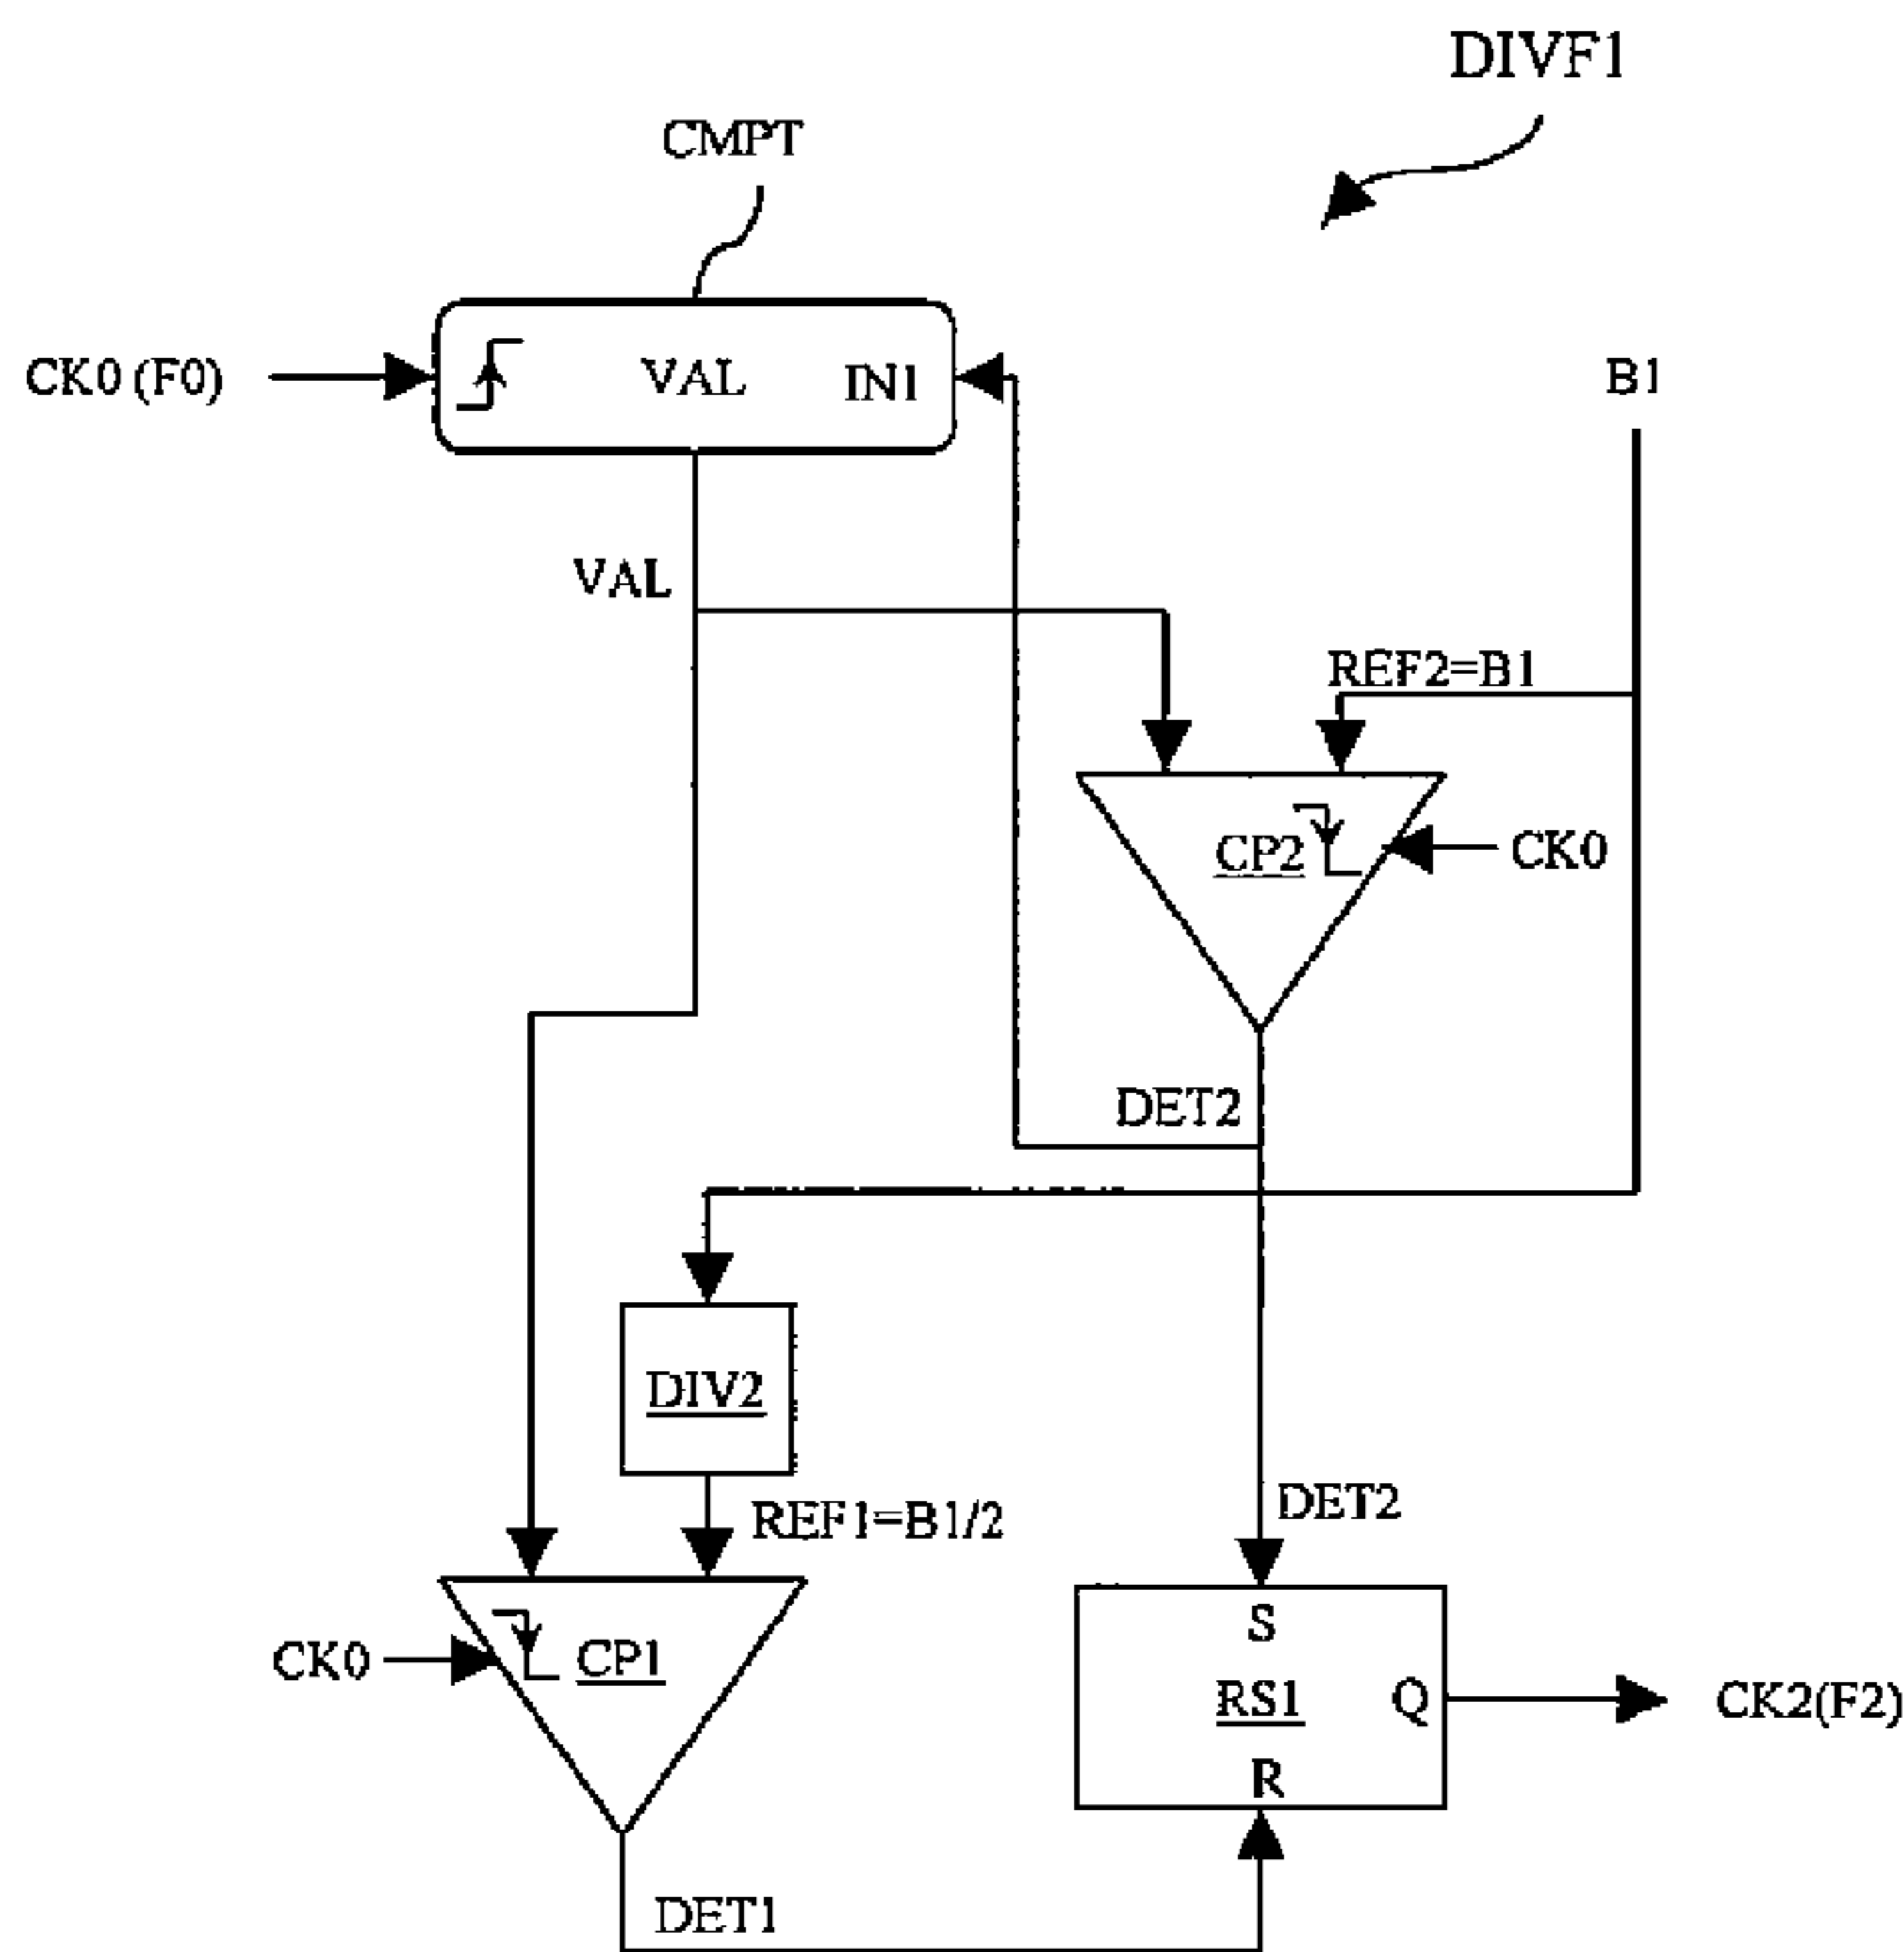 DIVF1
CMPT
CK0 (F0)
VAL
IN1
B1
VAL
REF2=B1
CP2
CK0
DET2
DIV2
REF1=B1/2
DET2
CK0
CP1
S
RS1
Q
R
CK2(F2)
DET1